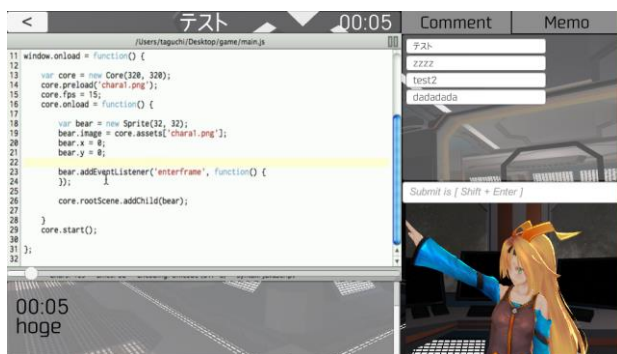 <
テスト
00:05
Comment
Memo
/Users/taguchi/Desktop/game/main.js
11 window.onload = function() {
12
13 var core = new Core(320, 320);
14 core.preload('chara1.png');
15 core.fps = 15;
16 core.onload = function() {
17
18 var bear = new Sprite(32, 32);
19 bear.image = core.assets['chara1.png'];
20 bear.x = 0;
21 bear.y = 0;
22
23 bear.addEventListener('enterframe', function() {
24 });
25
26 core.rootScene.addChild(bear);
27
28 }
29 core.start();
30
31 };
32
テスト
zzzz
test2
dadadada
Submit is [ Shift + Enter ]
00:05
hoge